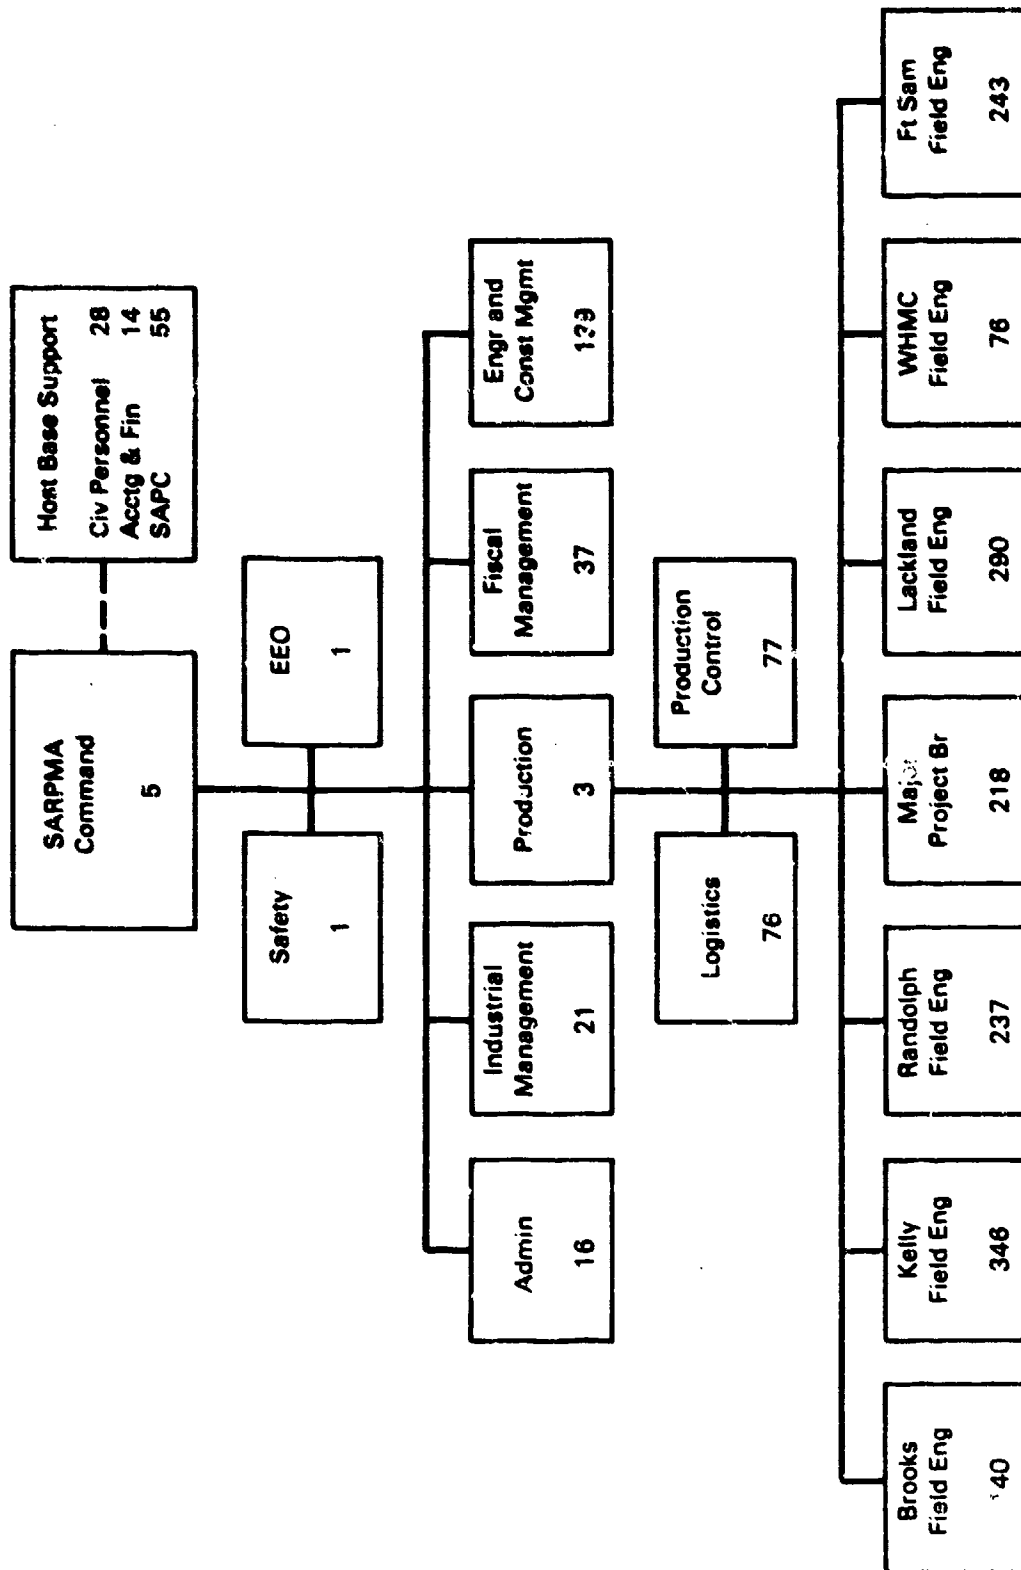 SARPMA
Command
5
Host Base Support
Civ Personnel 28
Acctg & Fin 14
SAPC 55
Safety
1
EEO
1
Admin
16
Industrial
Management
21
Production
3
Fiscal
Management
37
Engr and
Const Mgmt
Logistics
76
Production
Control
77
Brooks
Field Eng
Kelly
Field Eng
346
Randolph
Field Eng
237
Major
Project Br
218
Lackland
Field Eng
290
WHMC
Field Eng
76
Ft Sam
Field Eng
243